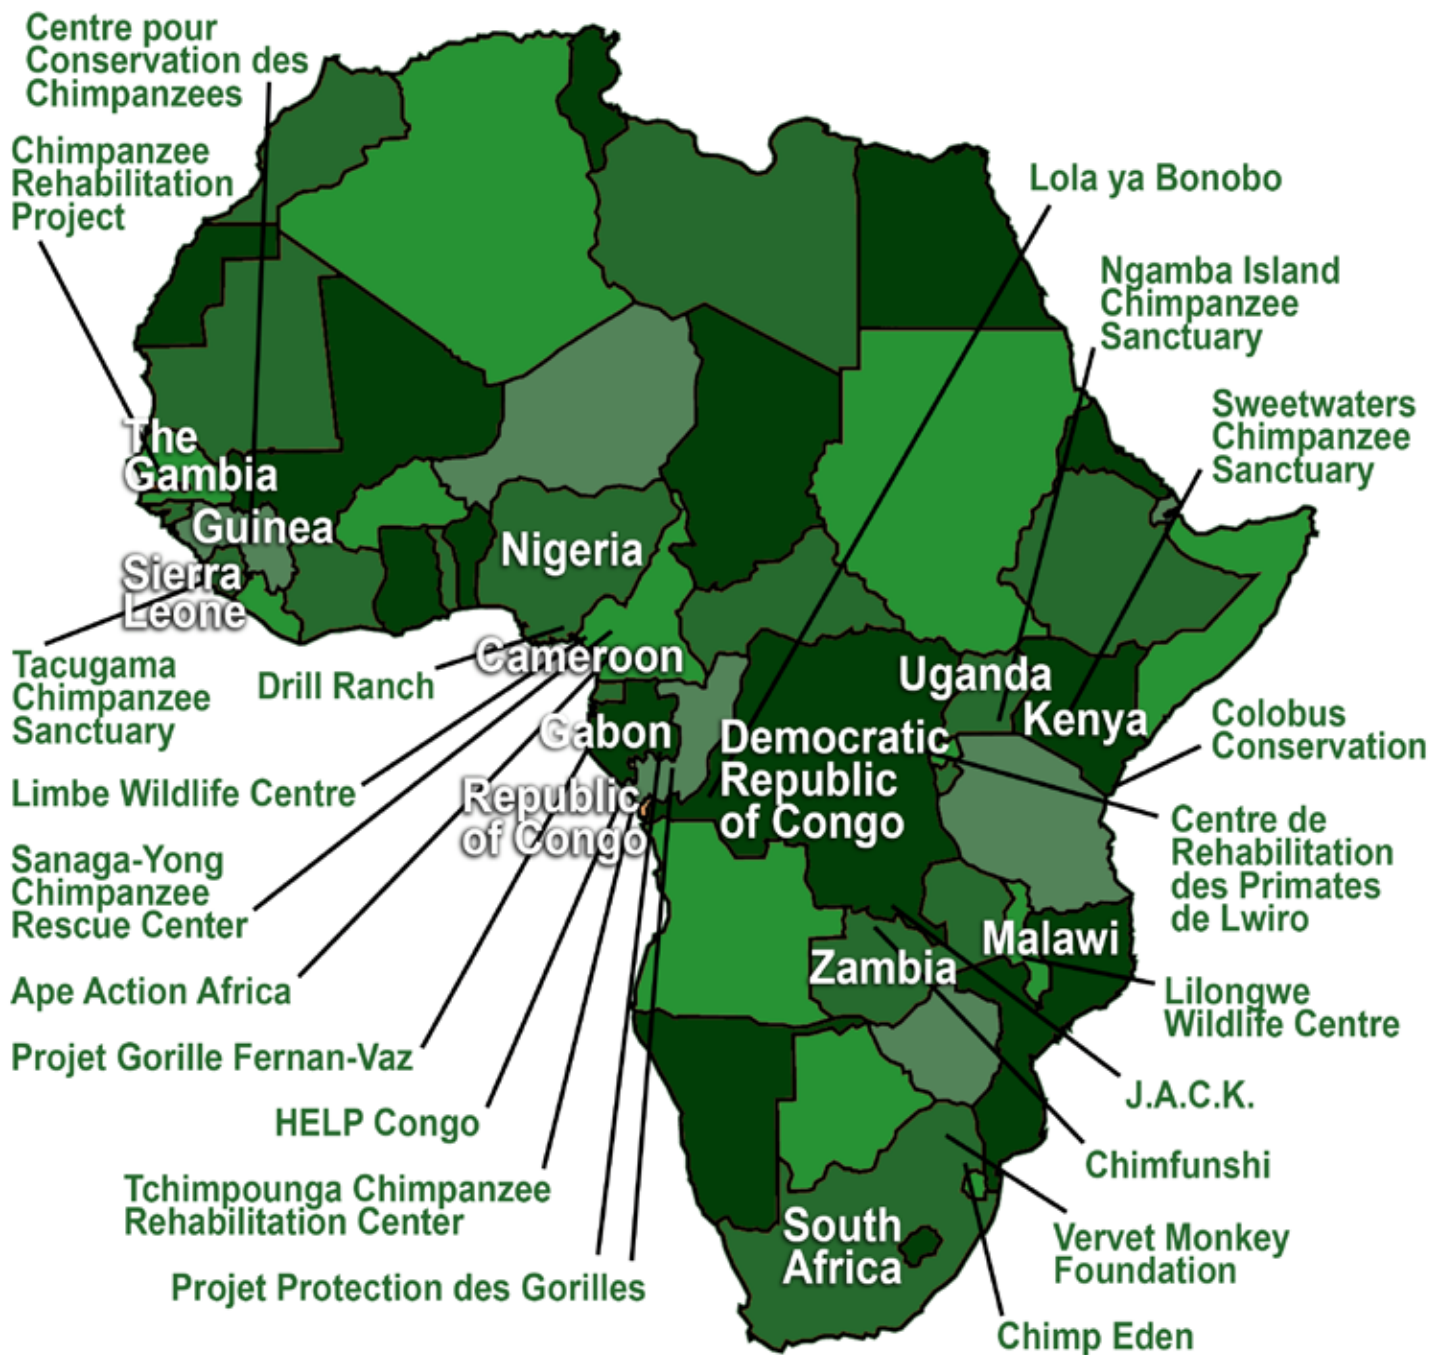 Centre pour
Conservation des
Chimpanzees
Chimpanzee
Rehabilitation
Project
Lola ya Bonobo
Ngamba Island
Chimpanzee
Sanctuary
Sweetwaters
Chimpanzee
Sanctuary
The
Gambia
Guinea
Sierra
Leone
Nigeria
Cameroon
Tacugama
Chimpanzee
Sanctuary
Drill Ranch
Uganda
Kenya
Gabon
Democratic
Republic
of Congo
Republic
of Congo
Colobus
Conservation
Limbe Wildlife Centre
Centre de
Rehabilitation
des Primates
de Lwiro
Sanaga-Yong
Chimpanzee
Rescue Center
Malawi
Zambia
Ape Action Africa
Lilongwe
Wildlife Centre
Projet Gorille Fernan-Vaz
J.A.C.K.
HELP Congo
Chimfunshi
Tchimpounga Chimpanzee
Rehabilitation Center
South
Africa
Vervet Monkey
Foundation
Projet Protection des Gorilles
Chimp Eden